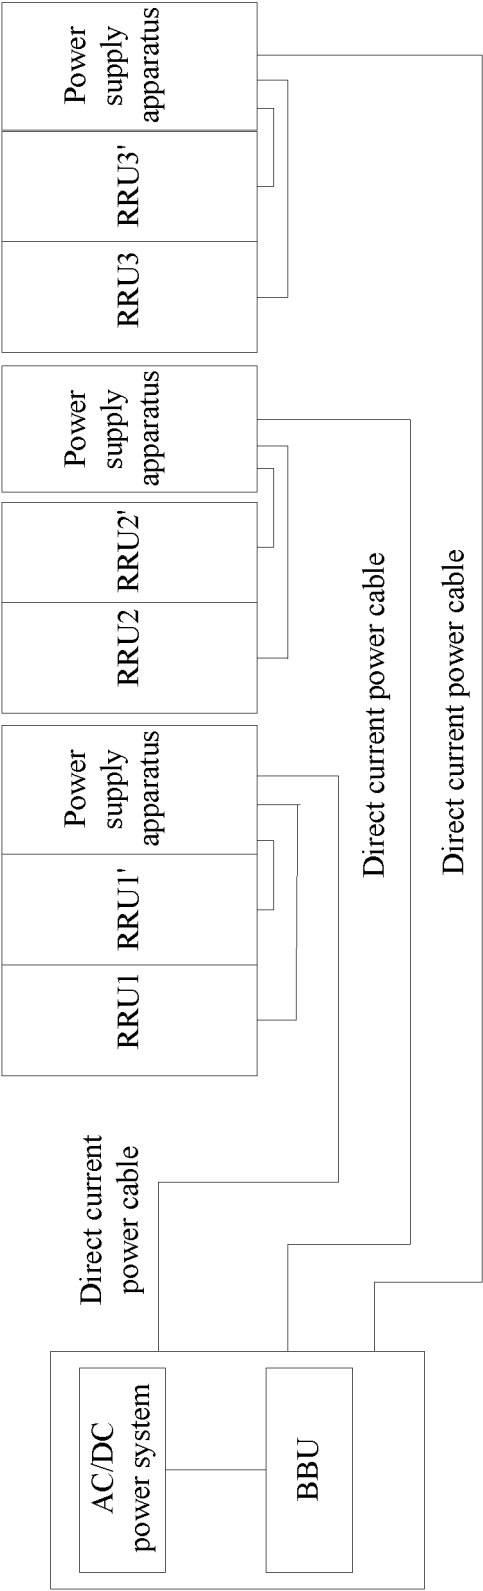 AC/DC
power system
BBU
Direct current
power cable
RRU1
RRU1'
Power
supply
apparatus
RRU2
RRU2'
Power
supply
apparatus
RRU3
RRU3'
Power
supply
apparatus
Direct current power cable
Direct current power cable